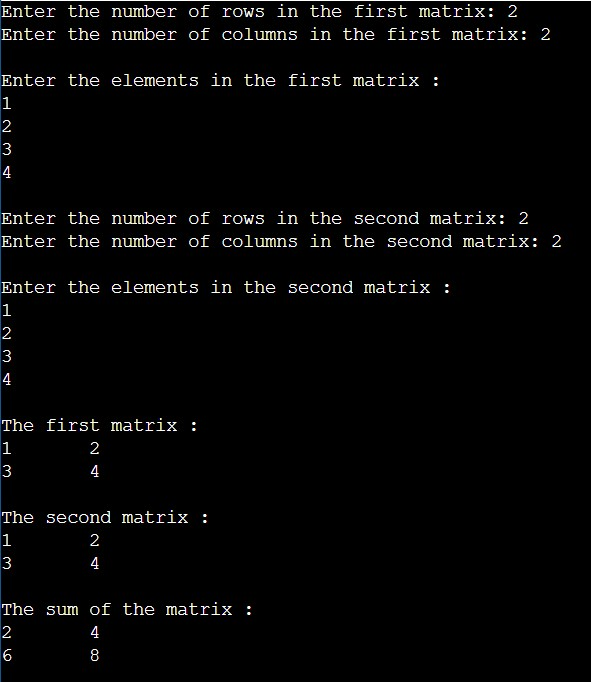 Enter the number of rows in the first matrix: 2
Enter the number of columns in the first matrix: 2
Enter the elements in the first matrix :
1
2
3
4
Enter the number of rows in the second matrix: 2
Enter the number of columns in the second matrix: 2
Enter the elements in the second matrix :
1
2
3
4
The first matrix :
1 2
3 4
The second matrix :
1 2
3 4
The sum of the matrix :
2 4
6 8